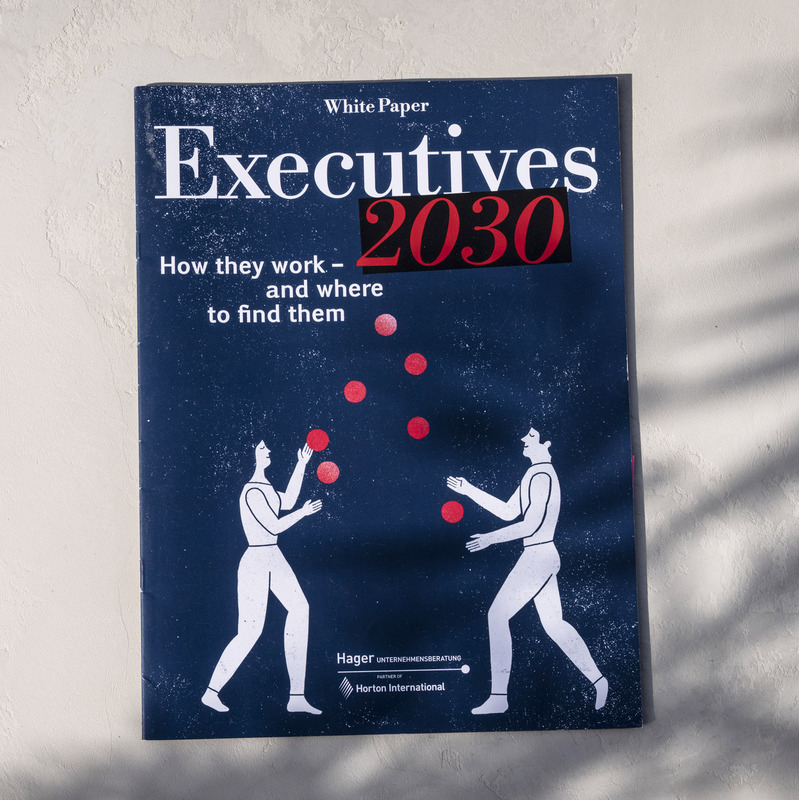 White Paper
Executives
2030
How they work –
and where
to find them
Hager UNTERNEHMENSBERATUNG
PARTNER OF
Horton International